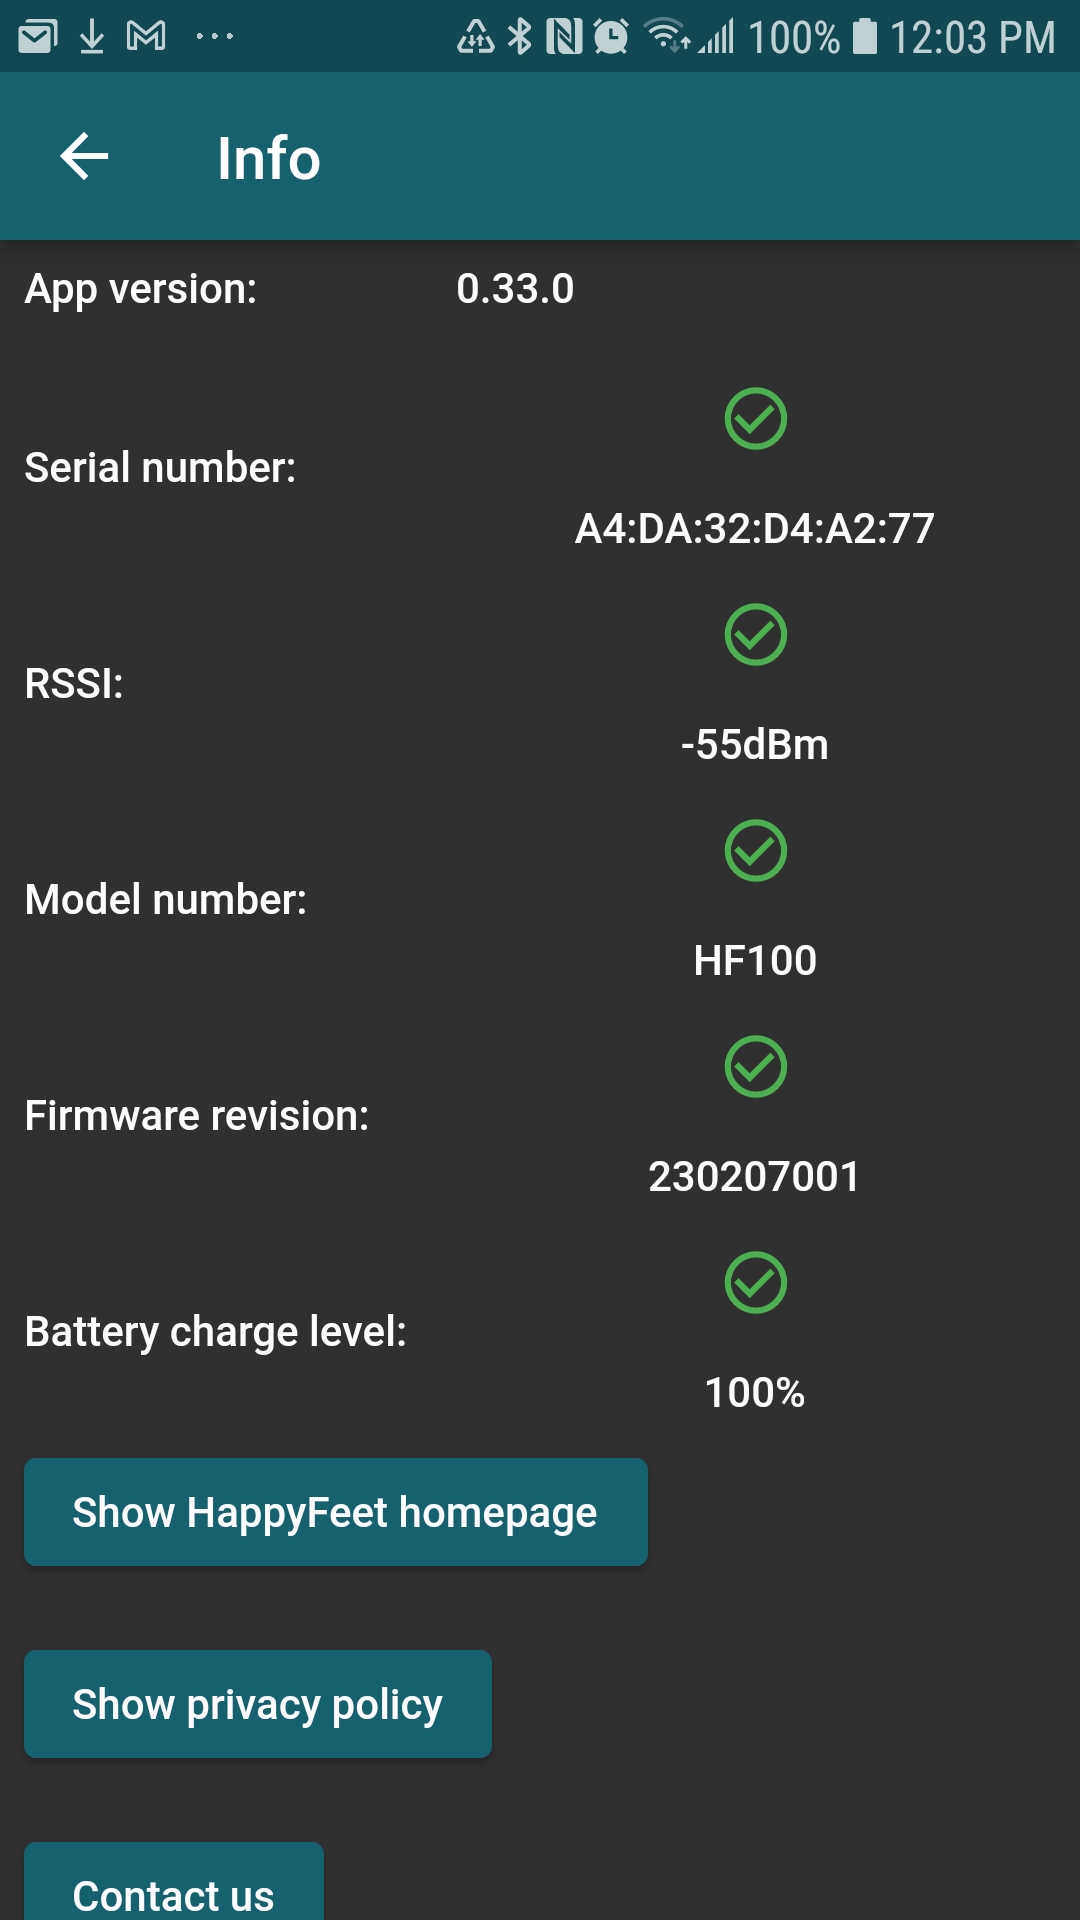 100% 12:03 PM
Info
App version: 0.33.0
Serial number:
A4:DA:32:D4:A2:77
RSSI:
-55dBm
Model number:
HF100
Firmware revision:
230207001
Battery charge level:
100%
Show HappyFeet homepage
Show privacy policy
Contact us